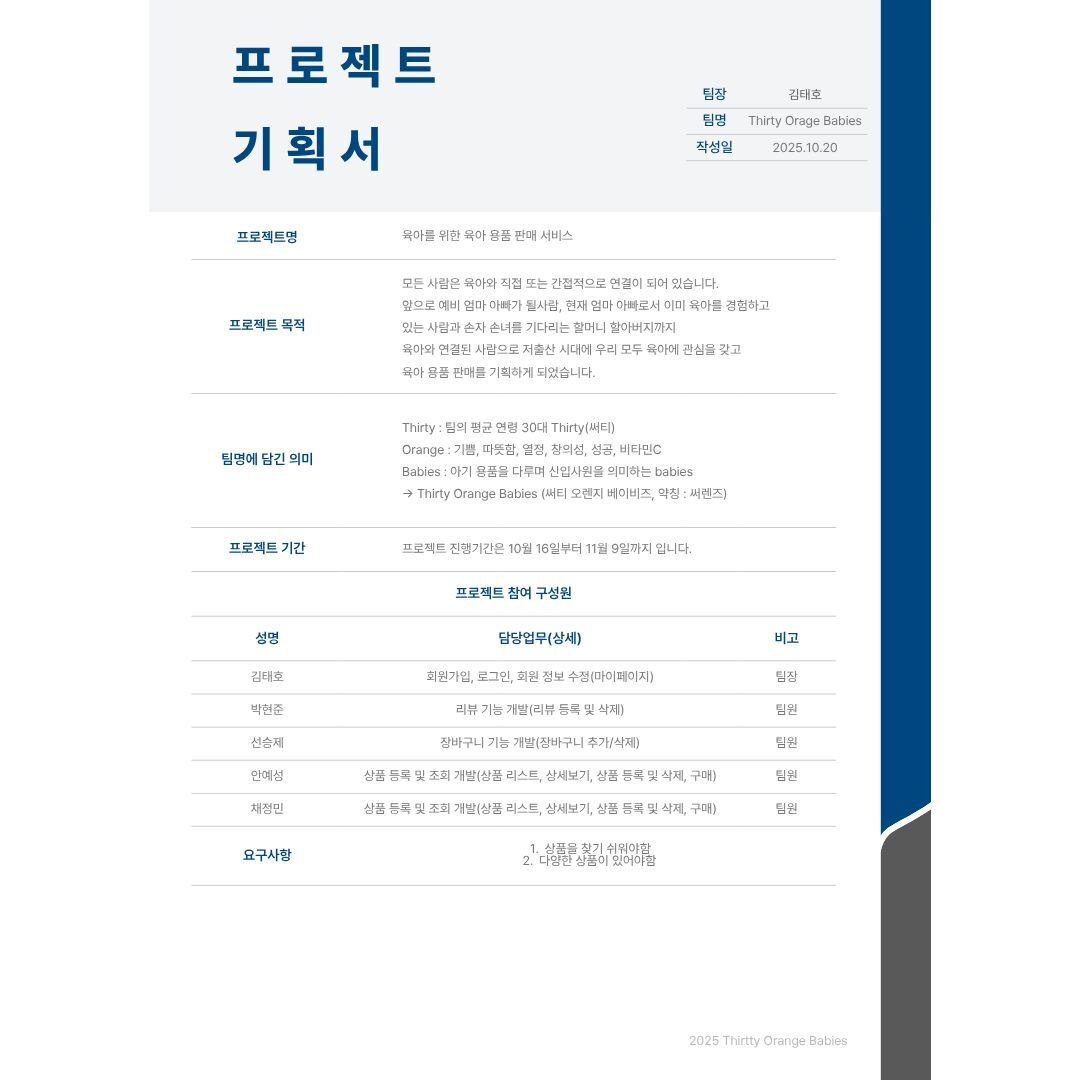 프로젝트
기획서
팀장 김태호
팀명 Thirty Orage Babies
작성일 2025.10.20
프로젝트명 육아를 위한 육아 용품 판매 서비스
프로젝트 목적
모든 사람은 육아와 직접 또는 간접적으로 연결이 되어 있습니다.
앞으로 예비 엄마 아빠가 될사람, 현재 엄마 아빠로서 이미 육아를 경험하고
있는 사람과 손자 손녀를 기다리는 할머니 할아버지까지
육아와 연결된 사람으로 저출산 시대에 우리 모두 육아에 관심을 갖고
육아 용품 판매를 기획하게 되었습니다.
팀명에 담긴 의미
Thirty : 팀의 평균 연령 30대 Thirty(써티)
Orange : 기쁨, 따뜻함, 열정, 창의성, 성공, 비타민C
Babies : 아기 용품을 다루며 신입사원을 의미하는 babies
→ Thirty Orange Babies (써티 오렌지 베이비즈, 약칭 : 써렌즈)
프로젝트 기간 프로젝트 진행기간은 10월 16일부터 11월 9일까지 입니다.
프로젝트 참여 구성원
성명 담당업무(상세) 비고
김태호 회원가입, 로그인, 회원 정보 수정(마이페이지) 팀장
박현준 리뷰 기능 개발(리뷰 등록 및 삭제) 팀원
선승제 장바구니 기능 개발(장바구니 추가/삭제) 팀원
안예성 상품 등록 및 조회 개발(상품 리스트, 상세보기, 상품 등록 및 삭제, 구매) 팀원
채정민 상품 등록 및 조회 개발(상품 리스트, 상세보기, 상품 등록 및 삭제, 구매) 팀원
요구사항
1. 상품을 찾기 쉬워야함
2. 다양한 상품이 있어야함
2025 Thirtty Orange Babies